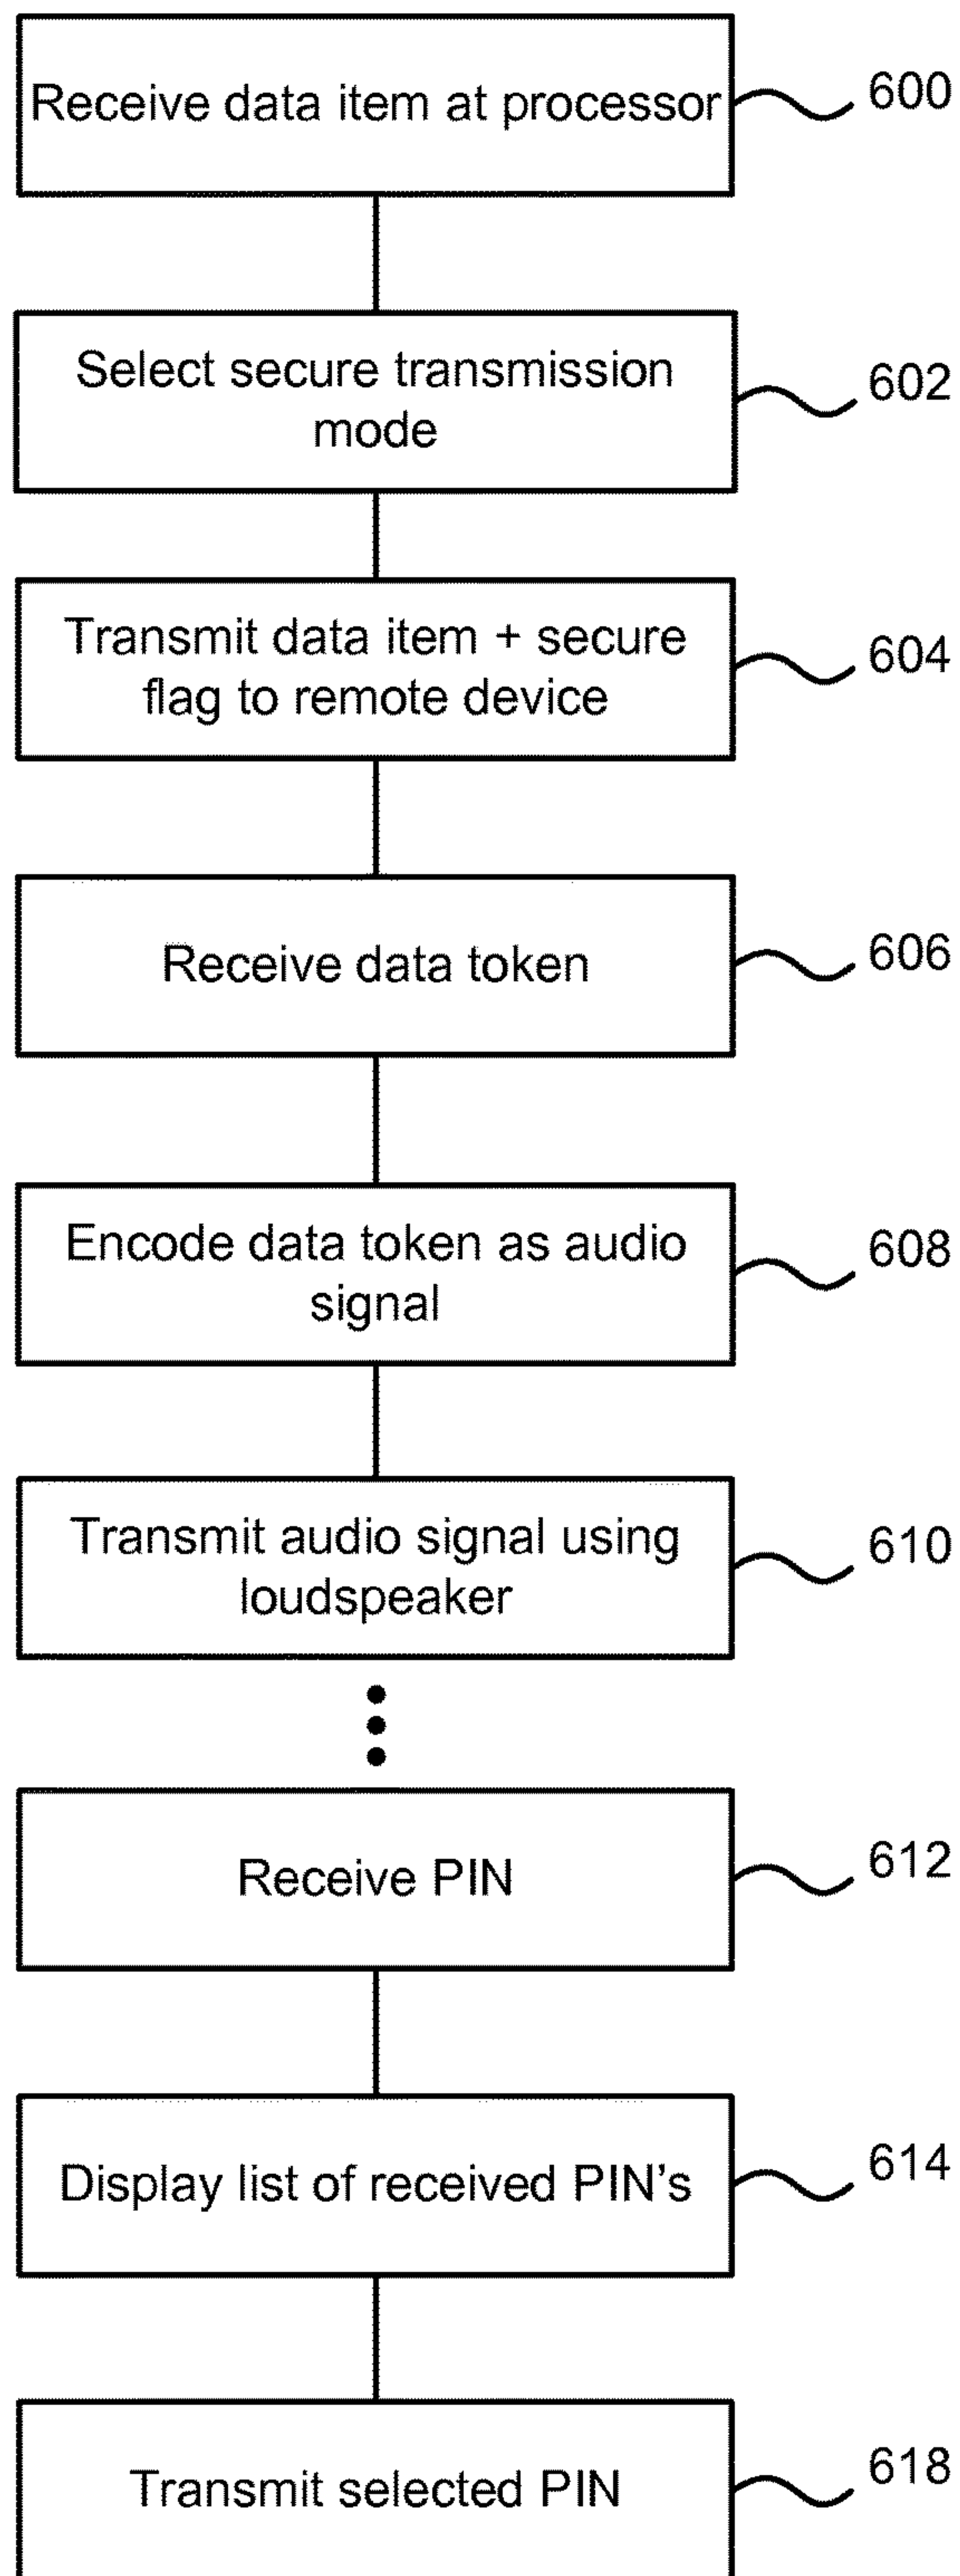 Receive data item at processor
600
Select secure transmission
mode
602
Transmit data item + secure
flag to remote device
604
Receive data token
606
Encode data token as audio
signal
608
Transmit audio signal using
loudspeaker
610
Receive PIN
612
Display list of received PIN's
614
Transmit selected PIN
618